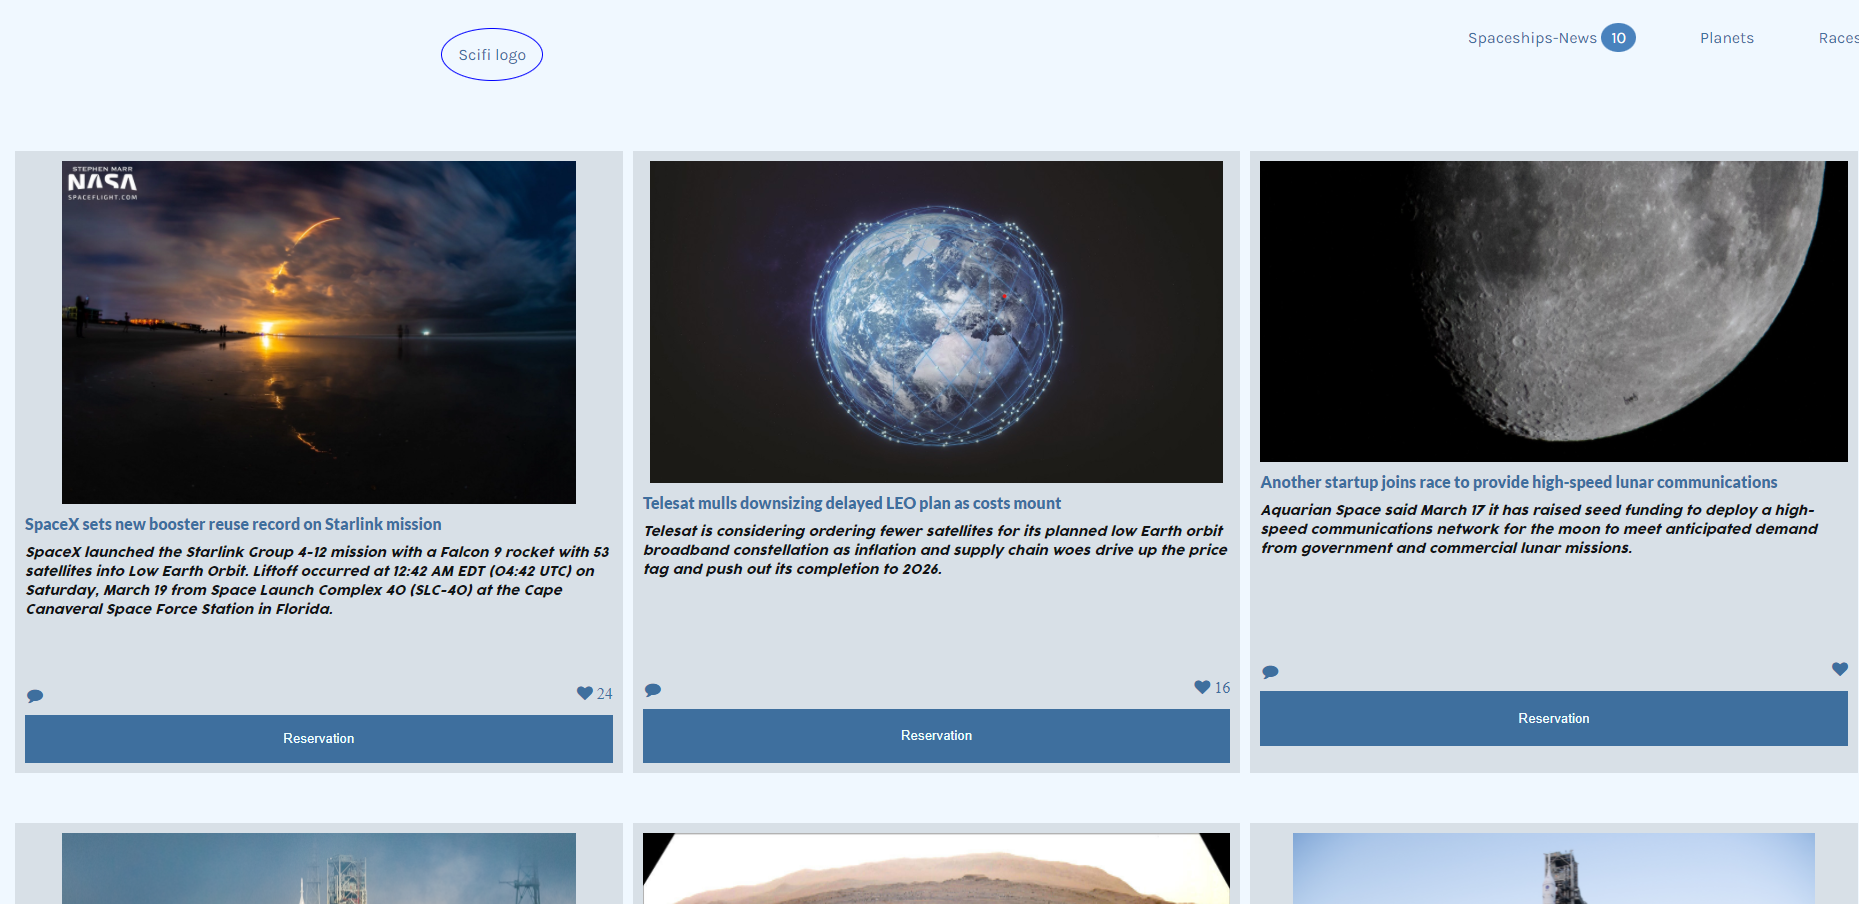 Scifi logo
Spaceships-News 10
Planets
Races
STEPHEN MARR
NASA
SPACEFLIGHT.COM
SpaceX sets new booster reuse record on Starlink mission
SpaceX launched the Starlink Group 4-12 mission with a Falcon 9 rocket with 53
satellites into Low Earth Orbit. Liftoff occurred at 12:42 AM EDT (04:42 UTC) on
Saturday, March 19 from Space Launch Complex 40 (SLC-40) at the Cape
Canaveral Space Force Station in Florida.
24
Reservation
Telesat mulls downsizing delayed LEO plan as costs mount
Telesat is considering ordering fewer satellites for its planned low Earth orbit
broadband constellation as inflation and supply chain woes drive up the price
tag and push out its completion to 2026.
16
Reservation
Another startup joins race to provide high-speed lunar communications
Aquarian Space said March 17 it has raised seed funding to deploy a high-
speed communications network for the moon to meet anticipated demand
from government and commercial lunar missions.
Reservation